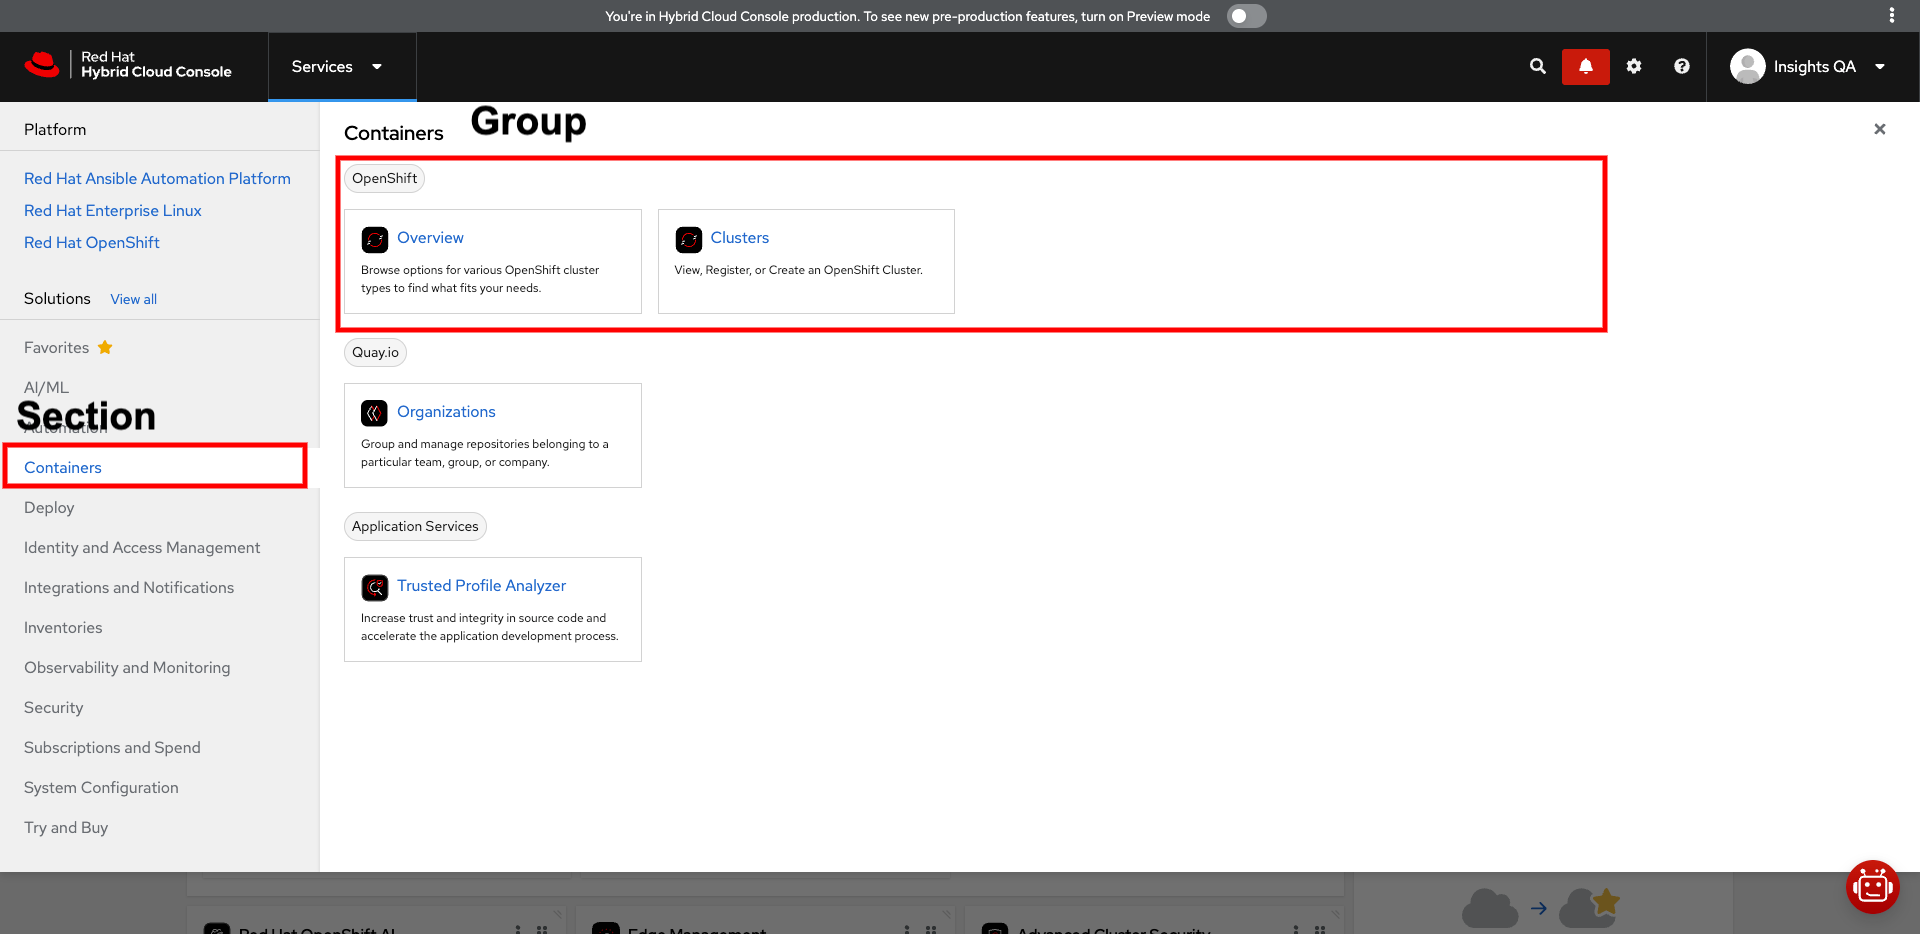 You're in Hybrid Cloud Console production. To see new pre-production features, turn on Preview mode
Red Hat
Hybrid Cloud Console
Services
Insights QA
Platform
Red Hat Ansible Automation Platform
Red Hat Enterprise Linux
Red Hat OpenShift
Solutions View all
Favorites
AI/ML
Section
Automation
Containers
Deploy
Identity and Access Management
Integrations and Notifications
Inventories
Observability and Monitoring
Security
Subscriptions and Spend
System Configuration
Try and Buy
Containers
Group
OpenShift
Overview
Browse options for various OpenShift cluster
types to find what fits your needs.
Clusters
View, Register, or Create an OpenShift Cluster.
Quay.io
Organizations
Group and manage repositories belonging to a
particular team, group, or company.
Application Services
Trusted Profile Analyzer
Increase trust and integrity in source code and
accelerate the application development process.
Red Hat OpenShift AI
Edge Management
Advanced Cluster Security